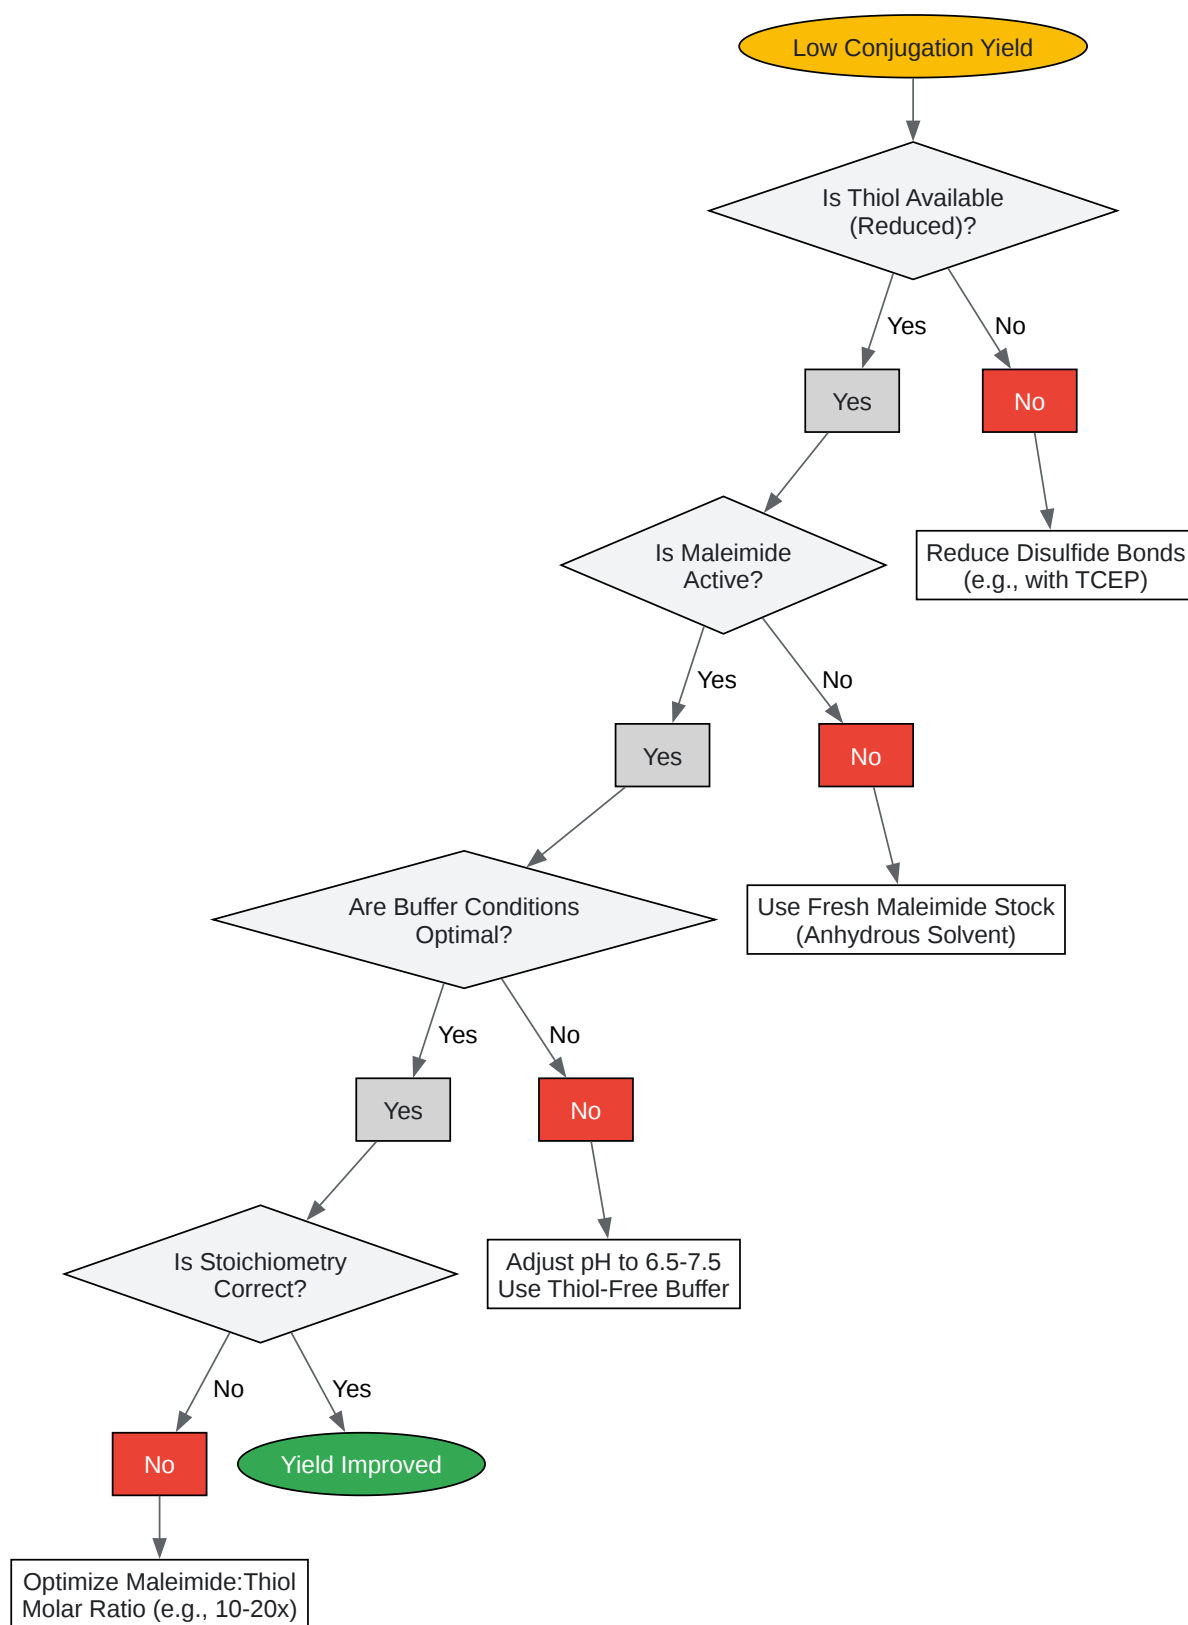 Low Conjugation Yield
Is Thiol Available
(Reduced)?
Yes
No
Yes
No
Is Maleimide
Active?
Reduce Disulfide Bonds
(e.g., with TCEP)
Yes
No
Yes
No
Are Buffer Conditions
Optimal?
Use Fresh Maleimide Stock
(Anhydrous Solvent)
Yes
No
Yes
No
Is Stoichiometry
Correct?
Adjust pH to 6.5-7.5
Use Thiol-Free Buffer
No
Yes
No
Yield Improved
Optimize Maleimide:Thiol
Molar Ratio (e.g., 10-20x)